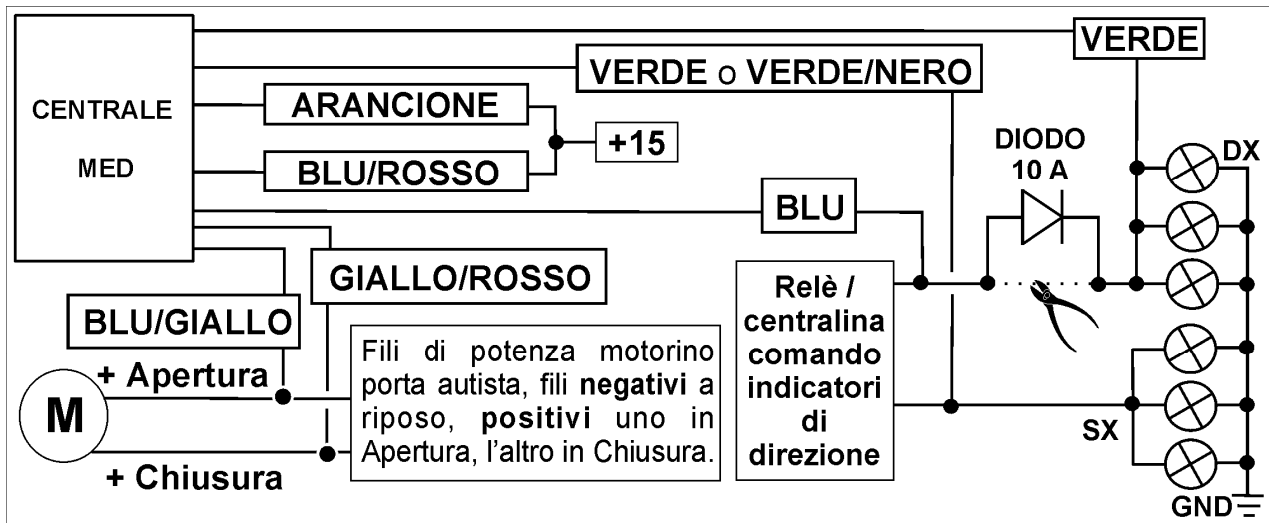 VERDE
VERDE o VERDE/NERO
CENTRALE
MED
ARANCIONE
+15
BLU/ROSSO
DIODO
10 A
DX
BLU
GIALLO/ROSSO
BLU/GIALLO
Relè /
centralina
comando
indicatori
di
direzione
+ Apertura
M
+ Chiusura
Fili di potenza motorino
porta autista, fili negativi a
riposo, positivi uno in
Apertura, l'altro in Chiusura.
SX
GND